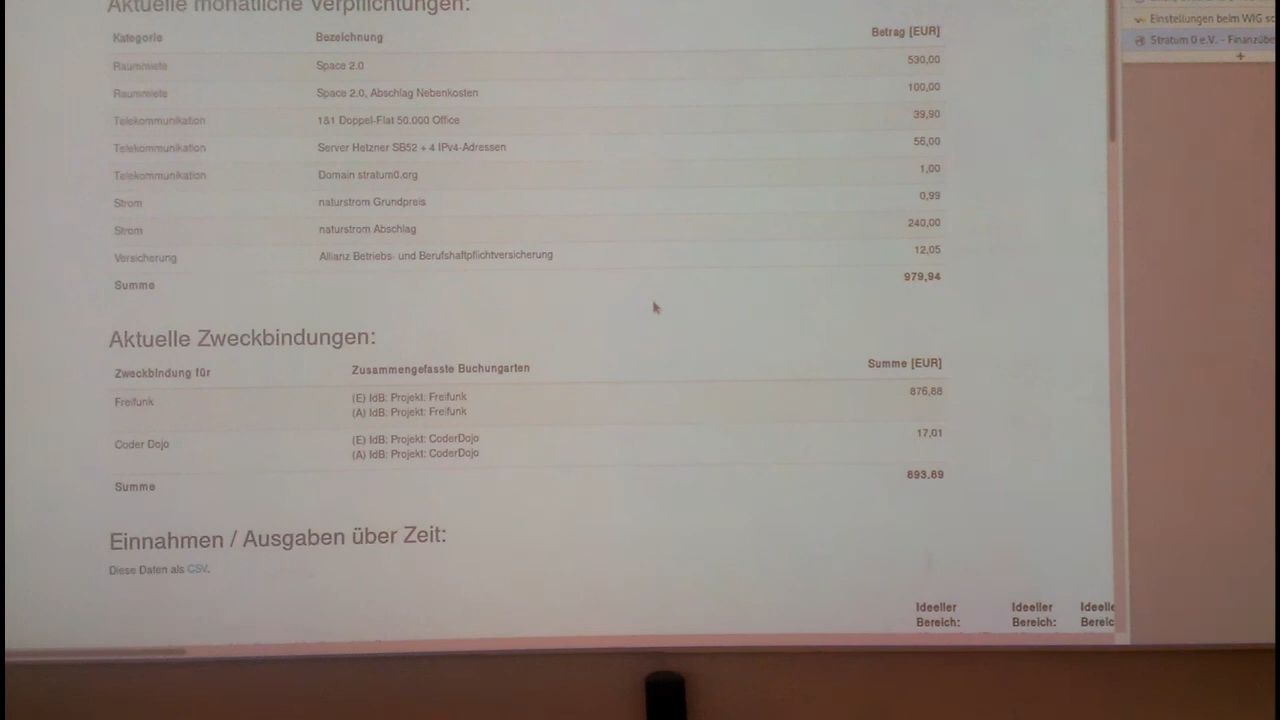 Aktuelle monatliche Verpflichtungen:
Kategorie Bezeichnung Betrag [EUR]
Raummiete Space 2.0 530,00
Raummiete Space 2.0, Abschlag Nebenkosten 100,00
Telekommunikation 1&1 Doppel-Flat 50.000 Office 39,90
Telekommunikation Server Hetzner SB52 + 4 IPv4-Adressen 56,00
Telekommunikation Domain stratum0.org 1,00
Strom naturstrom Grundpreis 0,99
Strom naturstrom Abschlag 240,00
Versicherung Allianz Betriebs- und Berufshaftpflichtversicherung 12,05
Summe 979,94
Aktuelle Zweckbindungen:
Zweckbindung für Zusammengefasste Buchungarten Summe [EUR]
Freifunk (E) IdB: Projekt: Freifunk 876,88
(A) IdB: Projekt: Freifunk
Coder Dojo (E) IdB: Projekt: CoderDojo 17,01
(A) IdB: Projekt: CoderDojo
Summe 893,89
Einnahmen / Ausgaben über Zeit:
Diese Daten als CSV.
Ideeller Ideeller Ideelle
Bereich: Bereich: Bereic
Einstellungen beim WIG sc
Stratum 0 e.V. - Finanzübe
+